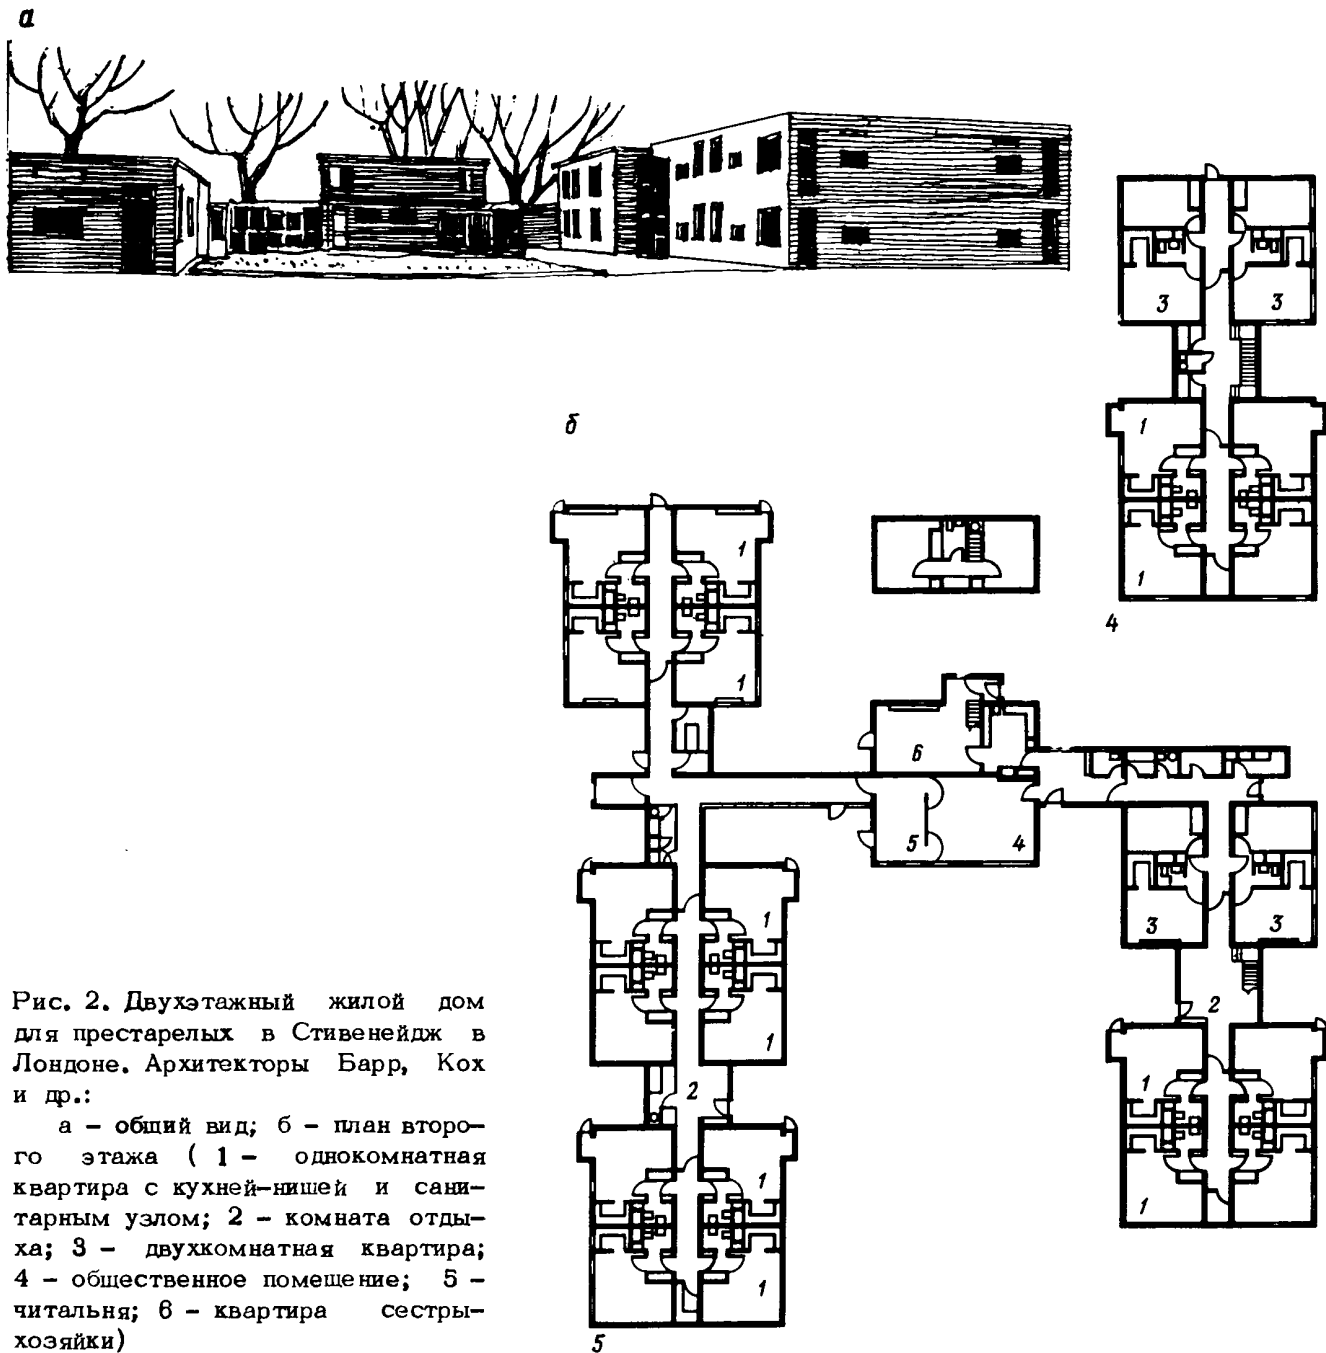 а
3 3
1
б
1
1
4
1
6
5 4
3 3
1
2
1
1
2
1
1
1
5
Рис. 2. Двухэтажный жилой дом
для престарелых в Стивенейдж в
Лондоне. Архитекторы Барр, Кох
и др.:
а – общий вид; б – план второ–
го этажа ( 1 – однокомнатная
квартира с кухней–нишей и сани–
тарным узлом; 2 – комната отды–
ха; 3 – двухкомнатная квартира;
4 – общественное помещение; 5 –
читальня; 6 – квартира сестры–
хозяйки)